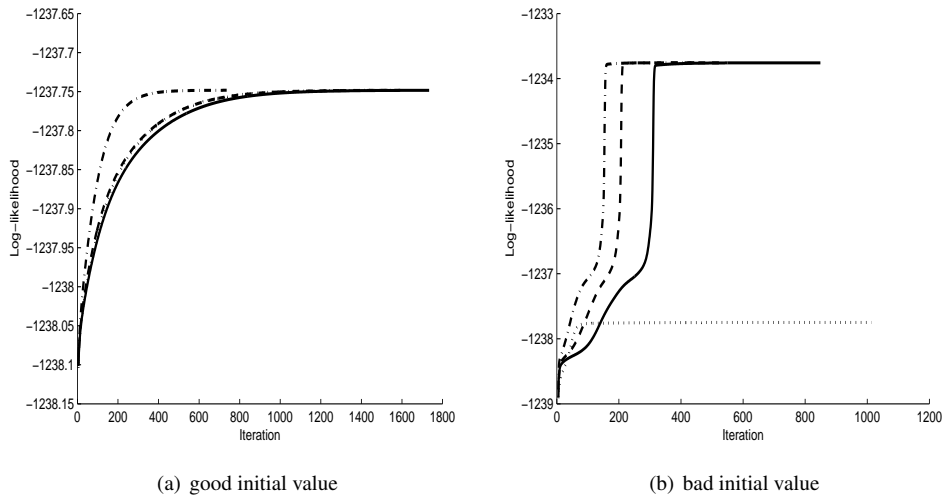 −1237.65
−1237.7
−1237.75
−1237.8
−1237.85
−1237.9
−1237.95
−1238
−1238.05
−1238.1
−1238.15
Log−likelihood
0 200 400 600 800 1000 1200 1400 1600 1800
Iteration
(a) good initial value
−1233
−1234
−1235
−1236
−1237
−1238
−1239
Log−likelihood
0 200 400 600 800 1000 1200
Iteration
(b) bad initial value